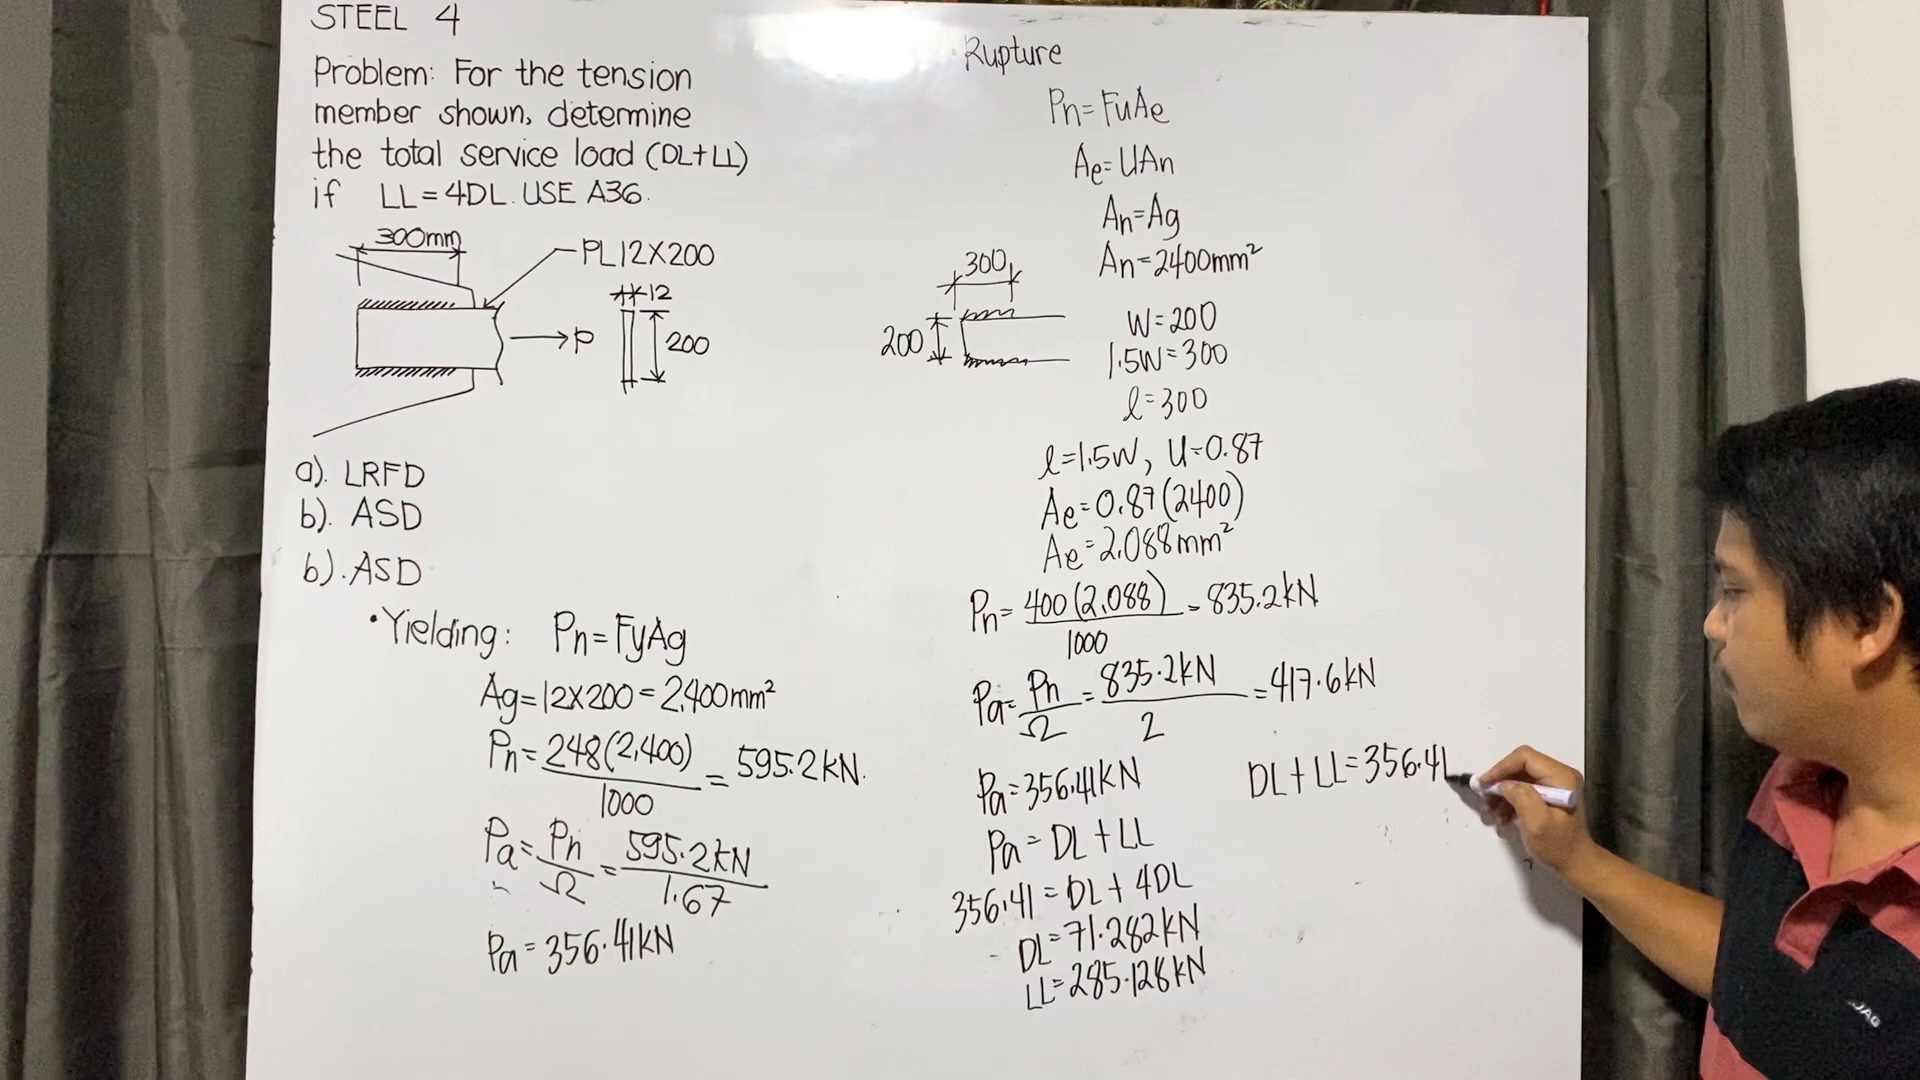 STEEL 4
Problem: For the tension
member shown, determine
the total service load (DL+LL)
if LL=4DL. USE A36.
300mm
PL12X200
12
P
200
a). LRFD
b). ASD
b). ASD
•Yielding: Pn=FyAg
Ag=12X200=2,400mm²
Pn=248(2,400)/1000=595.2kN.
Pa=Pn/Ω=595.2kN/1.67
Pa=356.41kN
Rupture
Pn=FuAe
Ae=UAn
An=Ag
An=2400mm²
300
200
W=200
1.5W=300
l=300
l=1.5W, U=0.87
Ae=0.87(2400)
Ae=2,088mm²
Pn=400(2,088)/1000=835.2kN
Pa=Pn/Ω=835.2kN/2=417.6kN
Pa=356.41kN
Pa=DL+LL
356.41=DL+4DL
DL=71.282kN
LL=285.128kN
DL+LL=356.41